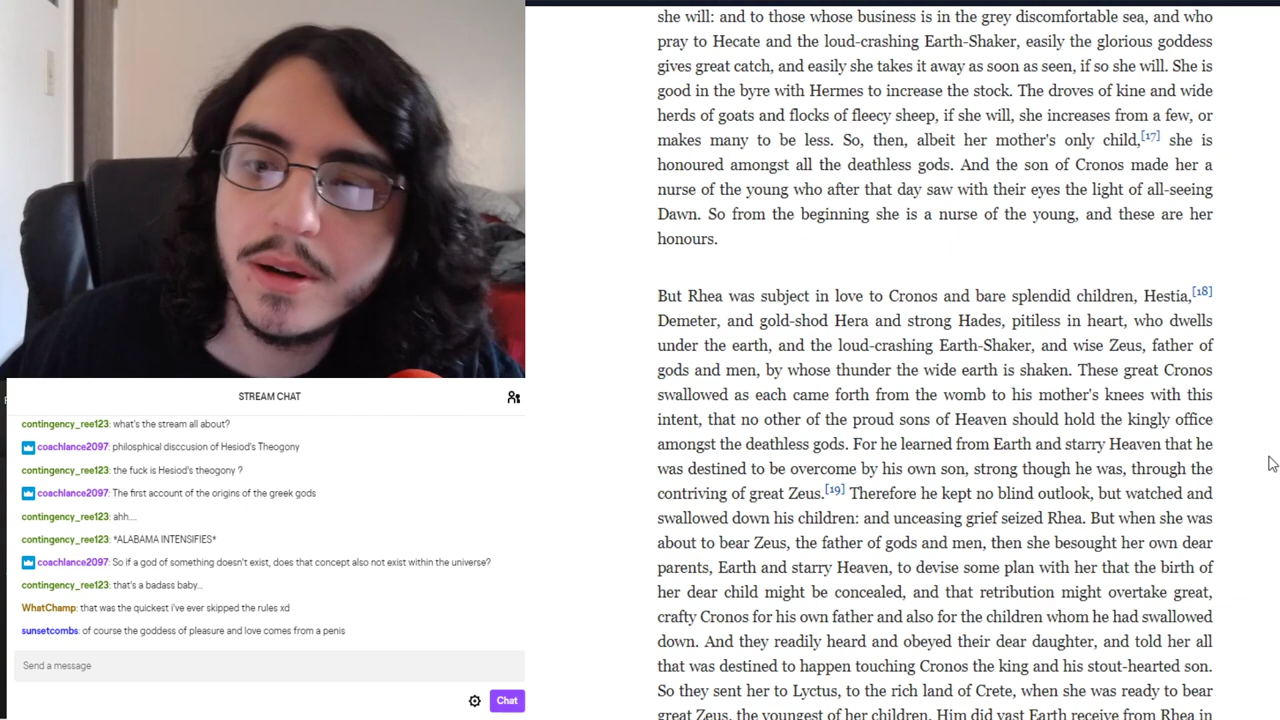 STREAM CHAT
contingency_ree123: what's the stream all about?
coachlance2097: philosphical disccusion of Hesiod's Theogony
contingency_ree123: the fuck is Hesiod's theogony ?
coachlance2097: The first account of the origins of the greek gods
contingency_ree123: ahh....
contingency_ree123: *ALABAMA INTENSIFIES*
coachlance2097: So if a god of something doesn't exist, does that concept also not exist within the universe?
contingency_ree123: that's a badass baby...
WhatChamp: that was the quickest i've ever skipped the rules xd
sunsetcombs: of course the goddess of pleasure and love comes from a penis
Send a message
Chat
she will: and to those whose business is in the grey discomfortable sea, and who
pray to Hecate and the loud-crashing Earth-Shaker, easily the glorious goddess
gives great catch, and easily she takes it away as soon as seen, if so she will. She is
good in the byre with Hermes to increase the stock. The droves of kine and wide
herds of goats and flocks of fleecy sheep, if she will, she increases from a few, or
makes many to be less. So, then, albeit her mother's only child,[17] she is
honoured amongst all the deathless gods. And the son of Cronos made her a
nurse of the young who after that day saw with their eyes the light of all-seeing
Dawn. So from the beginning she is a nurse of the young, and these are her
honours.
But Rhea was subject in love to Cronos and bare splendid children, Hestia,[18]
Demeter, and gold-shod Hera and strong Hades, pitiless in heart, who dwells
under the earth, and the loud-crashing Earth-Shaker, and wise Zeus, father of
gods and men, by whose thunder the wide earth is shaken. These great Cronos
swallowed as each came forth from the womb to his mother's knees with this
intent, that no other of the proud sons of Heaven should hold the kingly office
amongst the deathless gods. For he learned from Earth and starry Heaven that he
was destined to be overcome by his own son, strong though he was, through the
contriving of great Zeus.[19] Therefore he kept no blind outlook, but watched and
swallowed down his children: and unceasing grief seized Rhea. But when she was
about to bear Zeus, the father of gods and men, then she besought her own dear
parents, Earth and starry Heaven, to devise some plan with her that the birth of
her dear child might be concealed, and that retribution might overtake great,
crafty Cronos for his own father and also for the children whom he had swallowed
down. And they readily heard and obeyed their dear daughter, and told her all
that was destined to happen touching Cronos the king and his stout-hearted son.
So they sent her to Lyctus, to the rich land of Crete, when she was ready to bear
great Zeus, the youngest of her children. Him did vast Earth receive from Rhea in